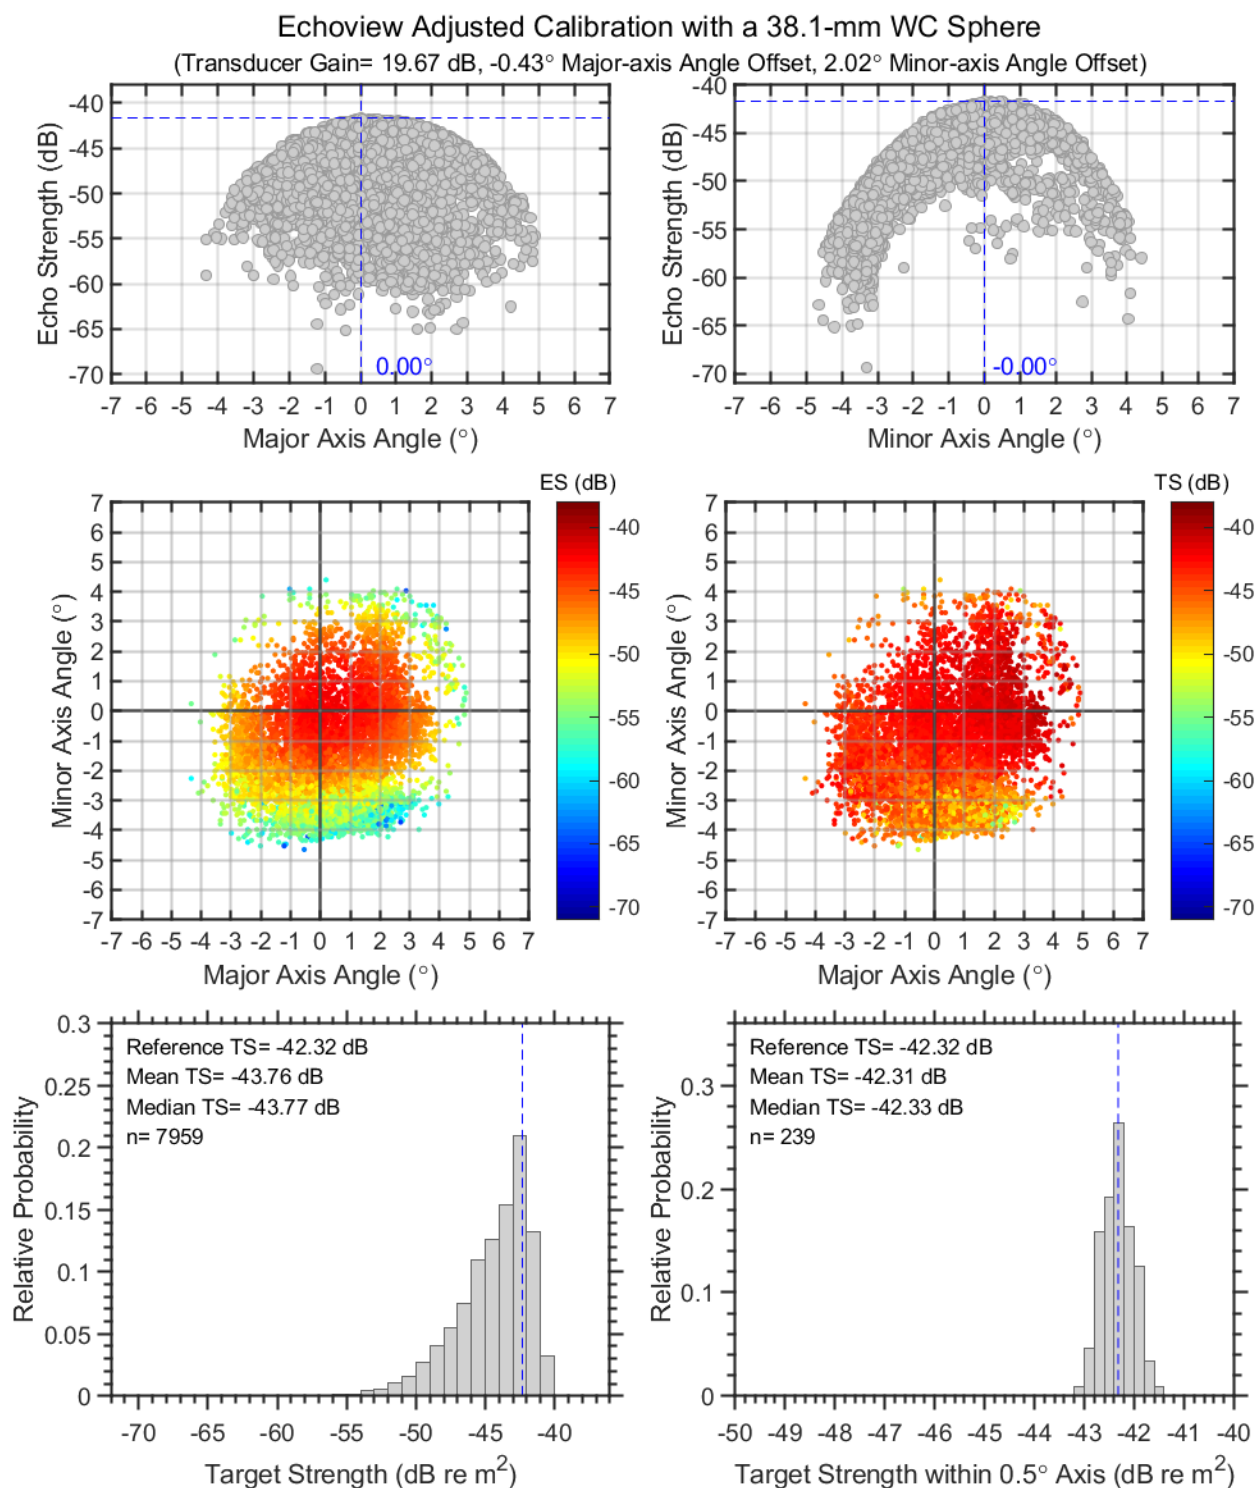 Echoview Adjusted Calibration with a 38.1-mm WC Sphere
(Transducer Gain= 19.67 dB, -0.43° Major-axis Angle Offset, 2.02° Minor-axis Angle Offset)
Echo Strength (dB)
-40
-45
-50
-55
-60
-65
-70
0.00°
-7 -6 -5 -4 -3 -2 -1 0 1 2 3 4 5 6 7
Major Axis Angle (°)
Echo Strength (dB)
-40
-45
-50
-55
-60
-65
-70
-0.00°
-7 -6 -5 -4 -3 -2 -1 0 1 2 3 4 5 6 7
Minor Axis Angle (°)
Minor Axis Angle (°)
7
6
5
4
3
2
1
0
-1
-2
-3
-4
-5
-6
-7
-7 -6 -5 -4 -3 -2 -1 0 1 2 3 4 5 6 7
Major Axis Angle (°)
ES (dB)
-40
-45
-50
-55
-60
-65
-70
Minor Axis Angle (°)
7
6
5
4
3
2
1
0
-1
-2
-3
-4
-5
-6
-7
-7 -6 -5 -4 -3 -2 -1 0 1 2 3 4 5 6 7
Major Axis Angle (°)
TS (dB)
-40
-45
-50
-55
-60
-65
-70
Relative Probability
0.3
0.25
0.2
0.15
0.1
0.05
0
Reference TS= -42.32 dB
Mean TS= -43.76 dB
Median TS= -43.77 dB
n= 7959
-70 -65 -60 -55 -50 -45 -40
Target Strength (dB re m²)
Relative Probability
0.3
0.2
0.1
0
Reference TS= -42.32 dB
Mean TS= -42.31 dB
Median TS= -42.33 dB
n= 239
-50 -49 -48 -47 -46 -45 -44 -43 -42 -41 -40
Target Strength within 0.5° Axis (dB re m²)